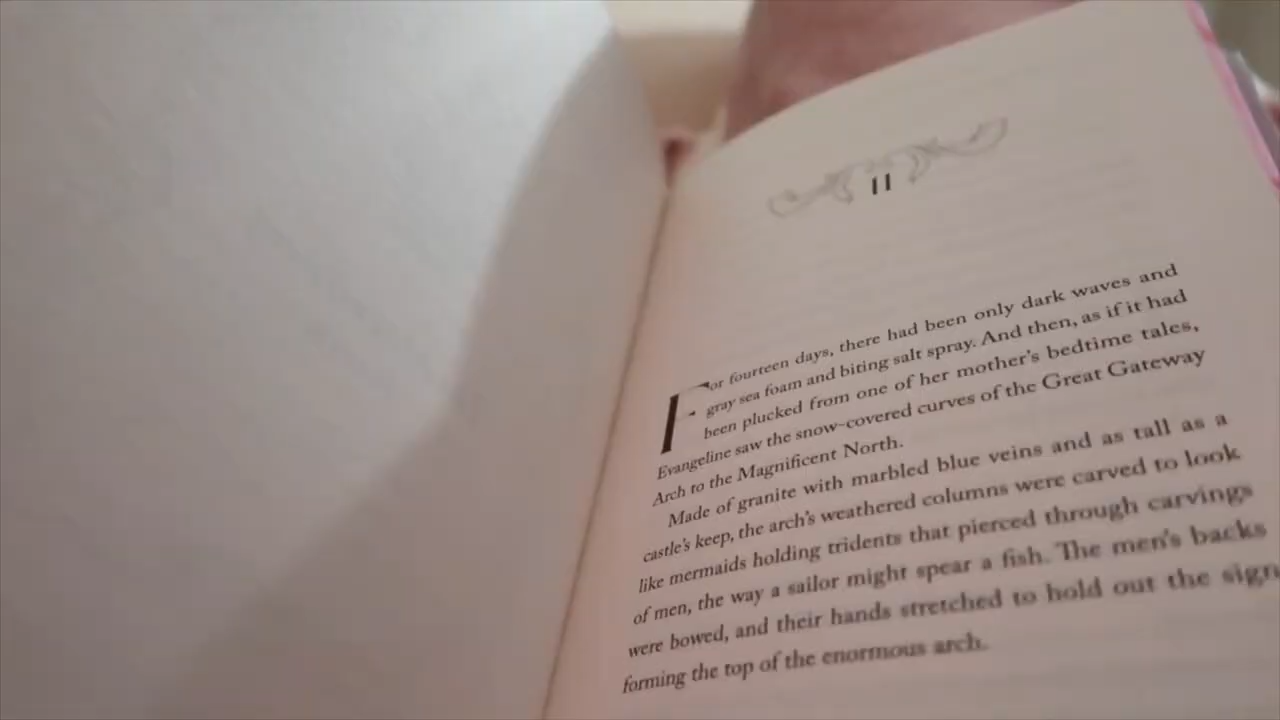 11
For fourteen days, there had been only dark waves and
gray sea foam and biting salt spray. And then, as if it had
been plucked from one of her mother's bedtime tales,
Evangeline saw the snow-covered curves of the Great Gateway
Arch to the Magnificent North.
Made of granite with marbled blue veins and as tall as a
castle's keep, the arch's weathered columns were carved to look
like mermaids holding tridents that pierced through carvings
of men, the way a sailor might spear a fish. The men's backs
were bowed, and their hands stretched to hold out the sign
forming the top of the enormous arch.